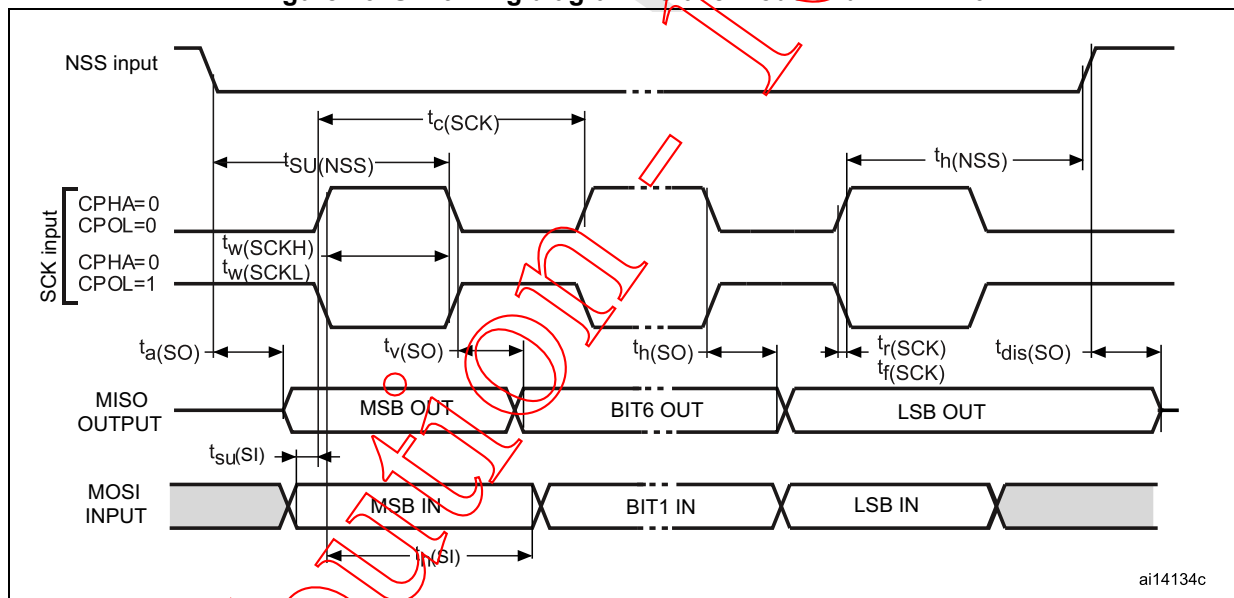 NSS input
tc(SCK)
tSU(NSS)
th(NSS)
SCK input
CPHA=0
CPOL=0
tw(SCKH)
CPHA=0
tw(SCKL)
CPOL=1
ta(SO)
tv(SO)
th(SO)
tr(SCK)
tf(SCK)
tdis(SO)
MISO
OUTPUT
MSB OUT
BIT6 OUT
LSB OUT
tsu(SI)
MOSI
INPUT
MSB IN
BIT1 IN
LSB IN
th(SI)
ai14134c
ution -